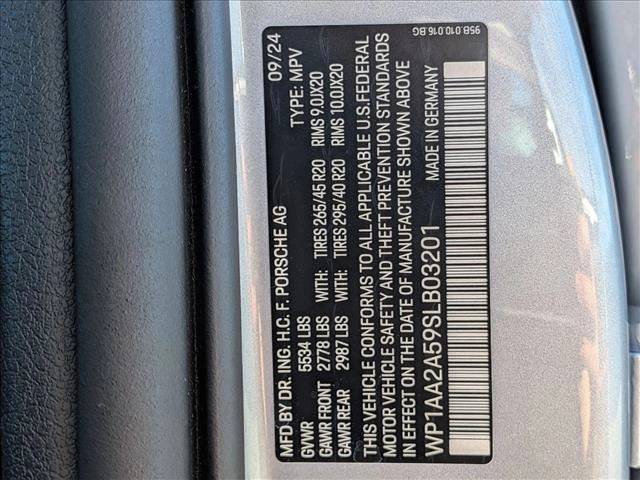 95B.010.016.BG
MFD BY DR. ING. H.C. F. PORSCHE AG 09/24
GVWR 5534 LBS TYPE: MPV
GAWR FRONT 2778 LBS WITH: TIRES 265/45 R20 RIMS 9.0JX20
GAWR REAR 2987 LBS WITH: TIRES 295/40 R20 RIMS 10.0JX20
THIS VEHICLE CONFORMS TO ALL APPLICABLE U.S.FEDERAL
MOTOR VEHICLE SAFETY AND THEFT PREVENTION STANDARDS
IN EFFECT ON THE DATE OF MANUFACTURE SHOWN ABOVE
WP1AA2A59SLB03201 MADE IN GERMANY